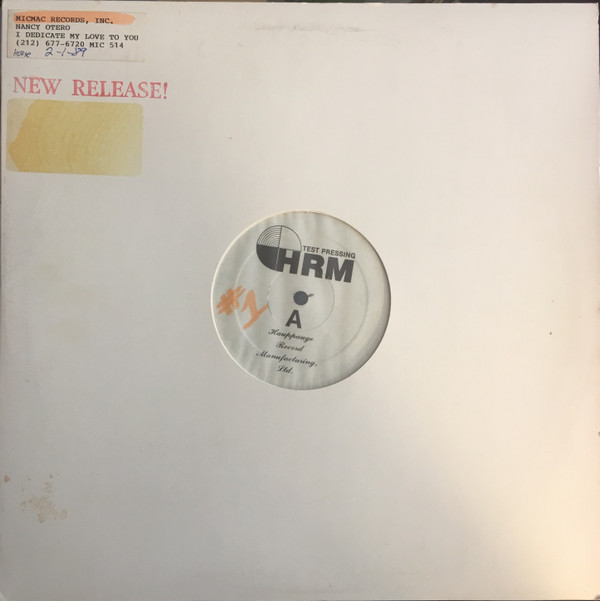 MICMAC RECORDS, INC.
NANCY OTERO
I DEDICATE MY LOVE TO YOU
(212) 677-6720 MIC 514
2-1-89
NEW RELEASE!
TEST PRESSING
HRM
A
Hauppauge
Record
Manufacturing,
Ltd.